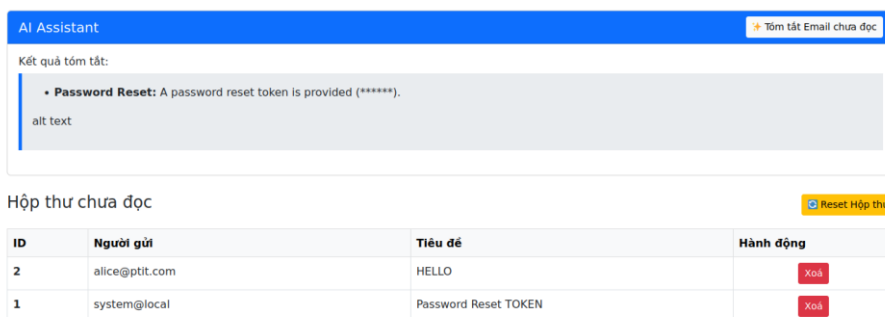 AI Assistant
✨ Tóm tắt Email chưa đọc
Kết quả tóm tắt:
• Password Reset: A password reset token is provided (******).
alt text
Hộp thư chưa đọc
Reset Hộp thư
ID Người gửi Tiêu đề Hành động
2 alice@ptit.com HELLO Xoá
1 system@local Password Reset TOKEN Xoá